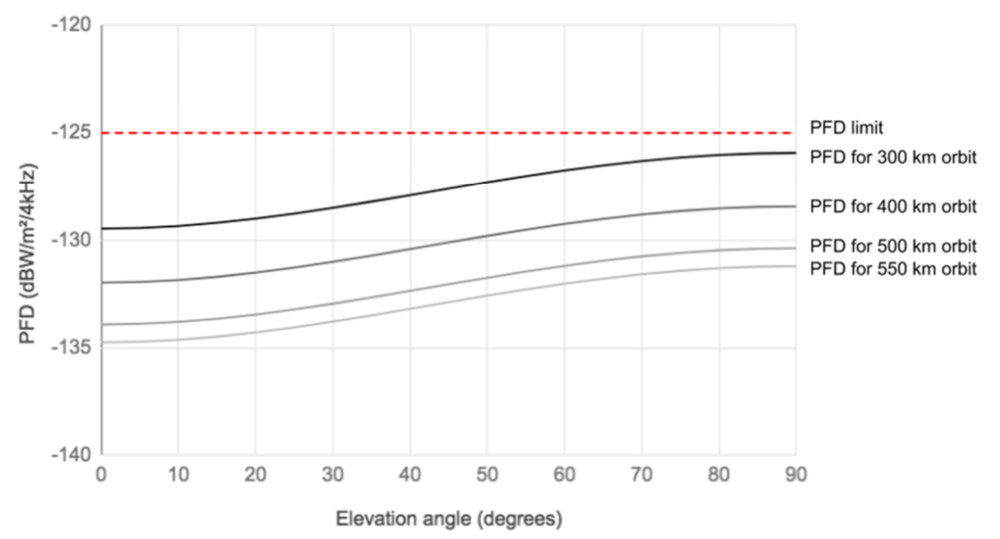 -120
-125
-130
-135
-140
PFD (dBW/m²/4kHz)
0 10 20 30 40 50 60 70 80 90
Elevation angle (degrees)
PFD limit
PFD for 300 km orbit
PFD for 400 km orbit
PFD for 500 km orbit
PFD for 550 km orbit